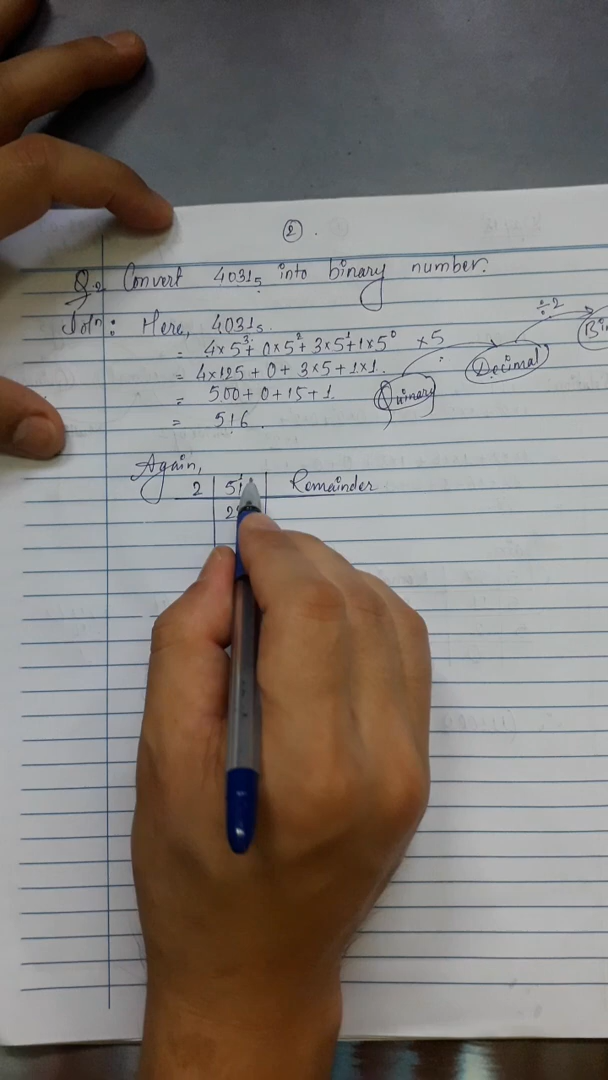 ②.
Q. Convert 4031₅ into binary number.
Soln: Here, 4031₅
= 4×5³+ 0×5²+ 3×5¹+1×5⁰
= 4×125 + 0+ 3×5 + 1×1.
= 500+ 0+15+1.
= 516.
×5
÷2
Quinary
Decimal
Again,
2 Remainder